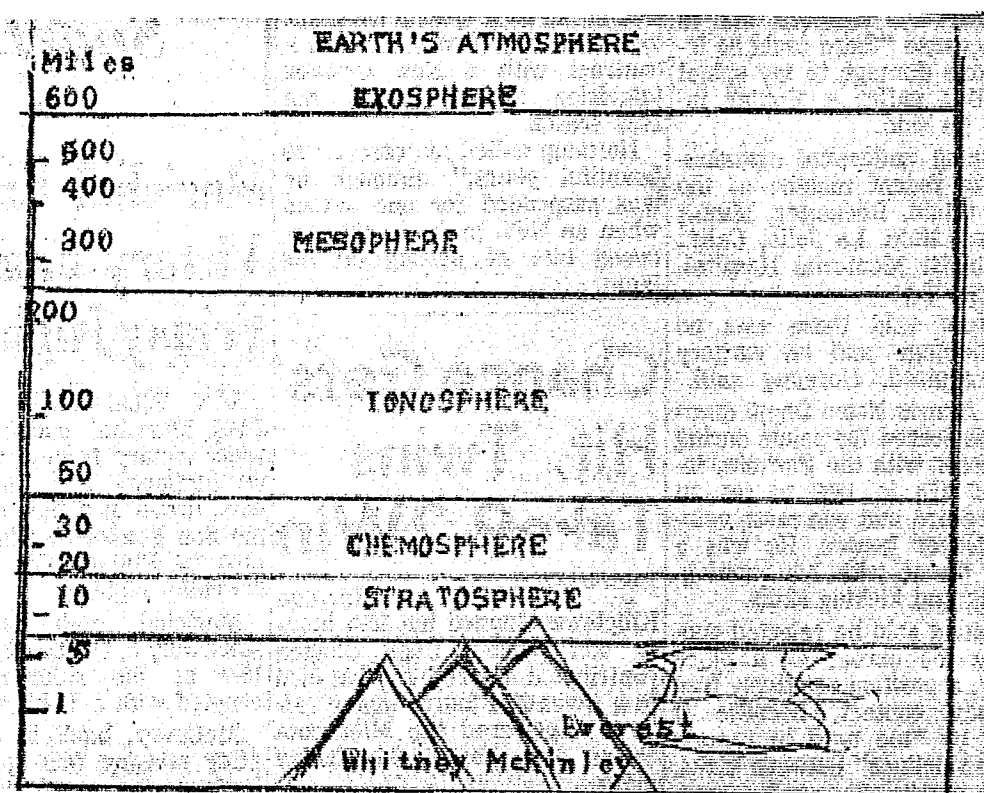 EARTH'S ATMOSPHERE
Miles
600 EXOSPHERE
500
400
300 MESOPHERE
200
100 IONOSPHERE
50
30
CHEMOSPHERE
20
10 STRATOSPHERE
5
1
Everest
Whitney McKinley